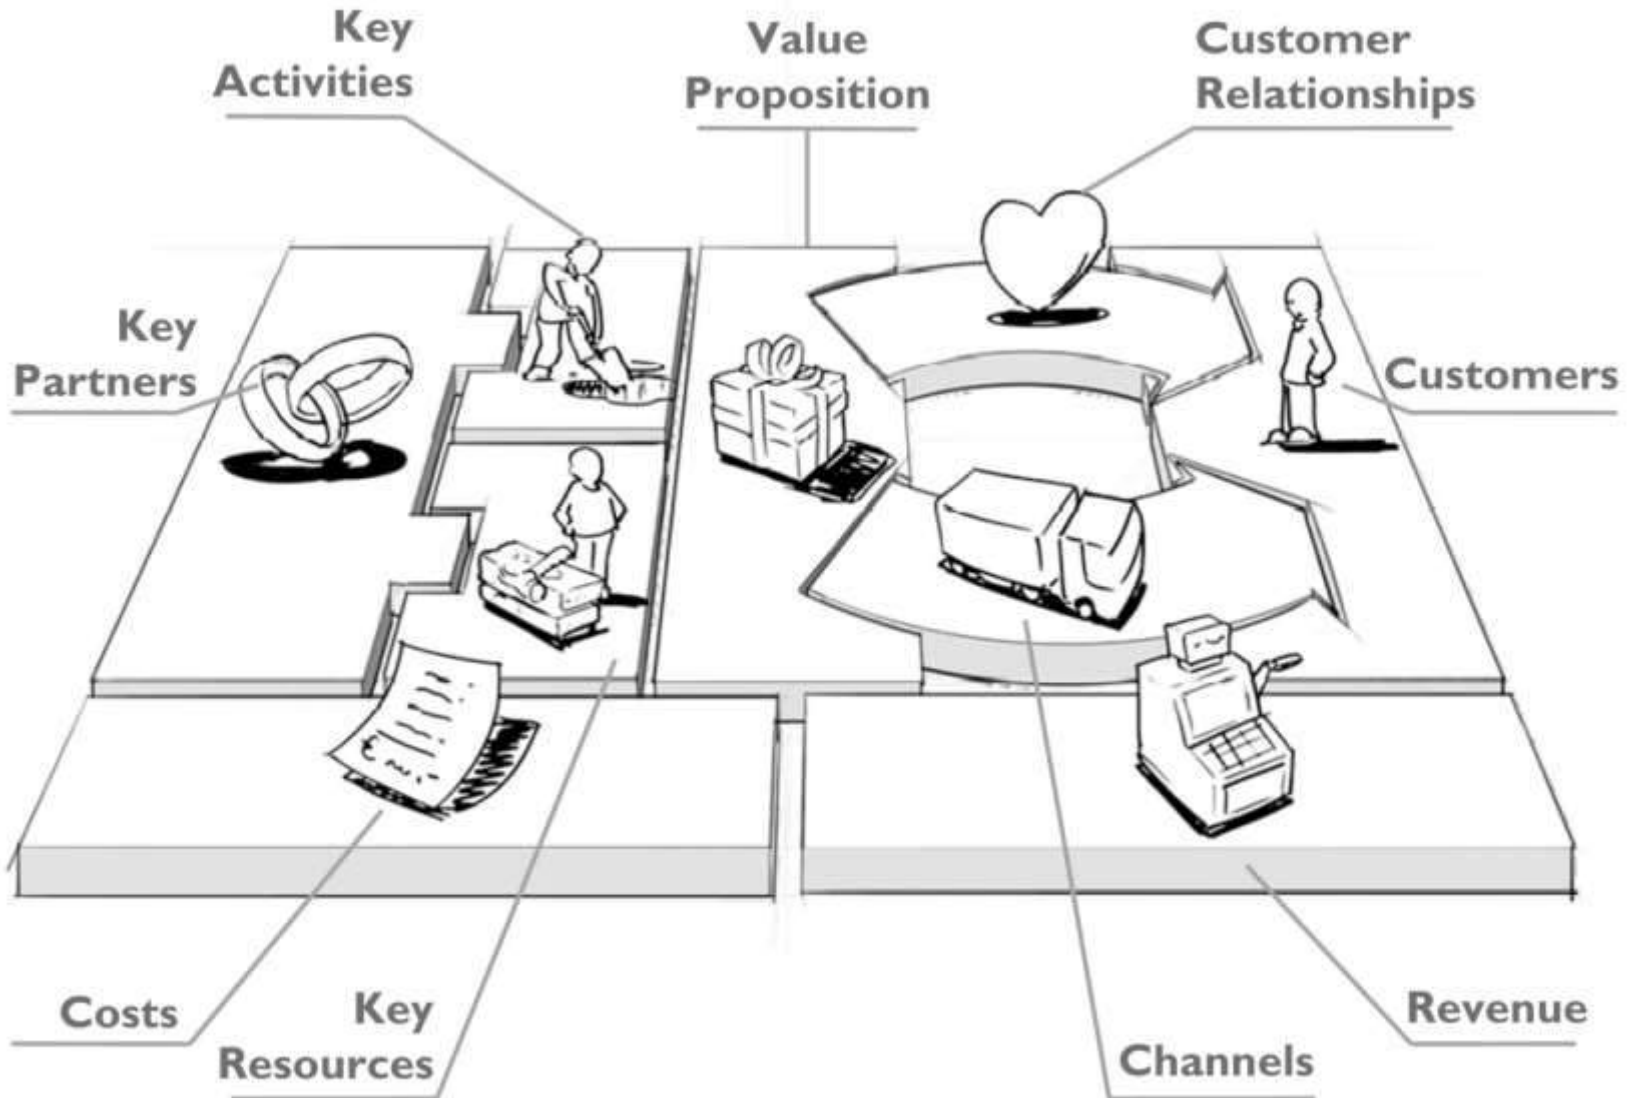 Key
Activities
Value
Proposition
Customer
Relationships
Key
Partners
Customers
Costs
Key
Resources
Channels
Revenue